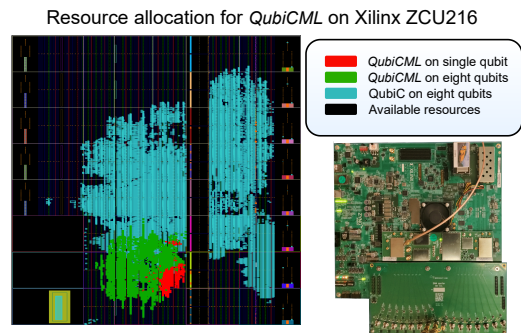 Resource allocation for QubiCML on Xilinx ZCU216
QubiCML on single qubit
QubiCML on eight qubits
QubiC on eight qubits
Available resources